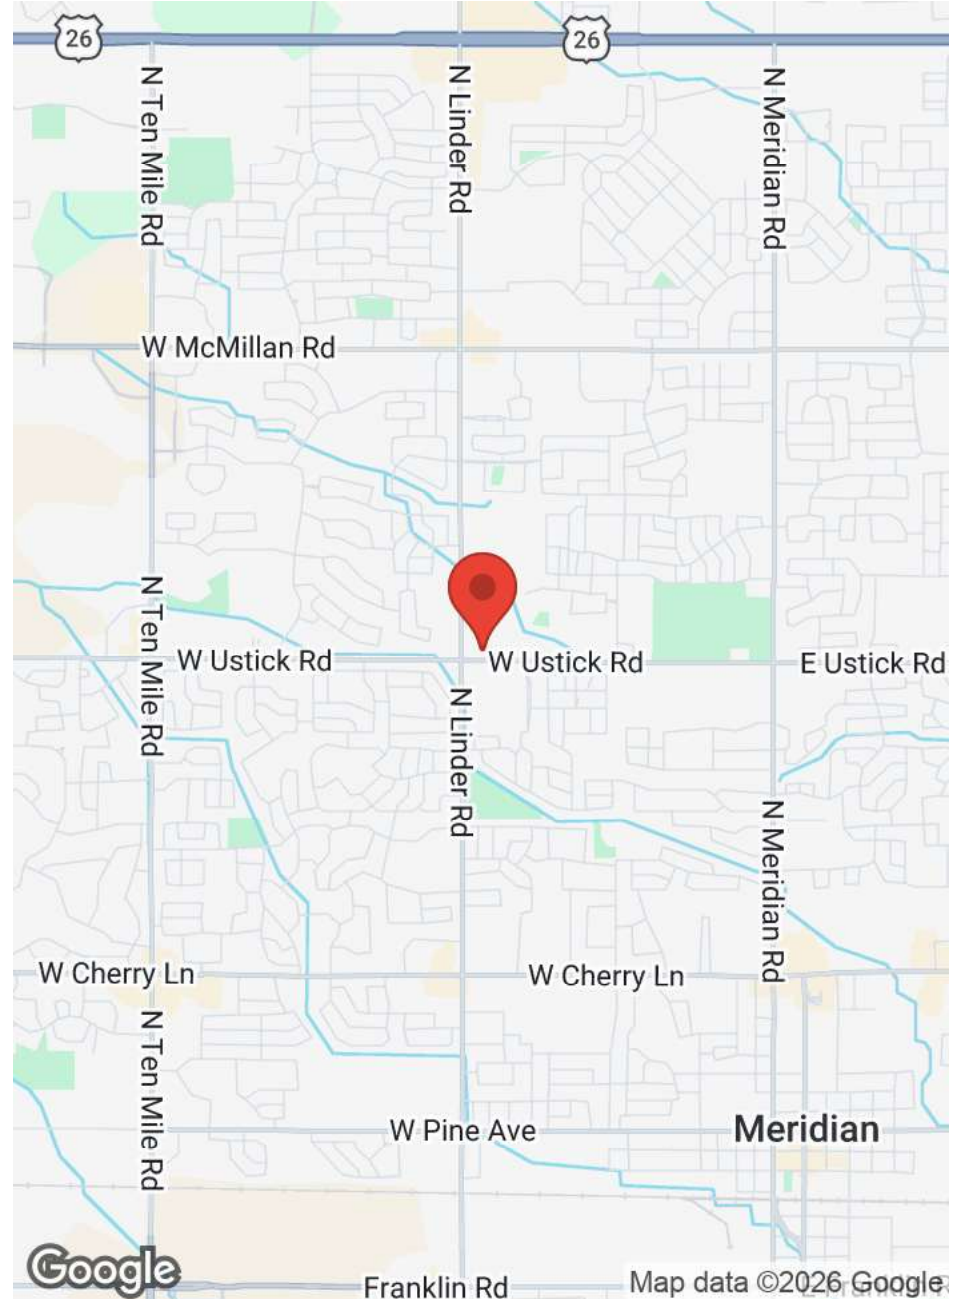 26
26
N Ten Mile Rd
N Linder Rd
N Meridian Rd
W McMillan Rd
N Ten Mile Rd
W Ustick Rd
W Ustick Rd
E Ustick Rd
N Linder Rd
N Meridian Rd
W Cherry Ln
W Cherry Ln
N Ten Mile Rd
W Pine Ave
Meridian
Google
Franklin Rd
Map data ©2026 Google